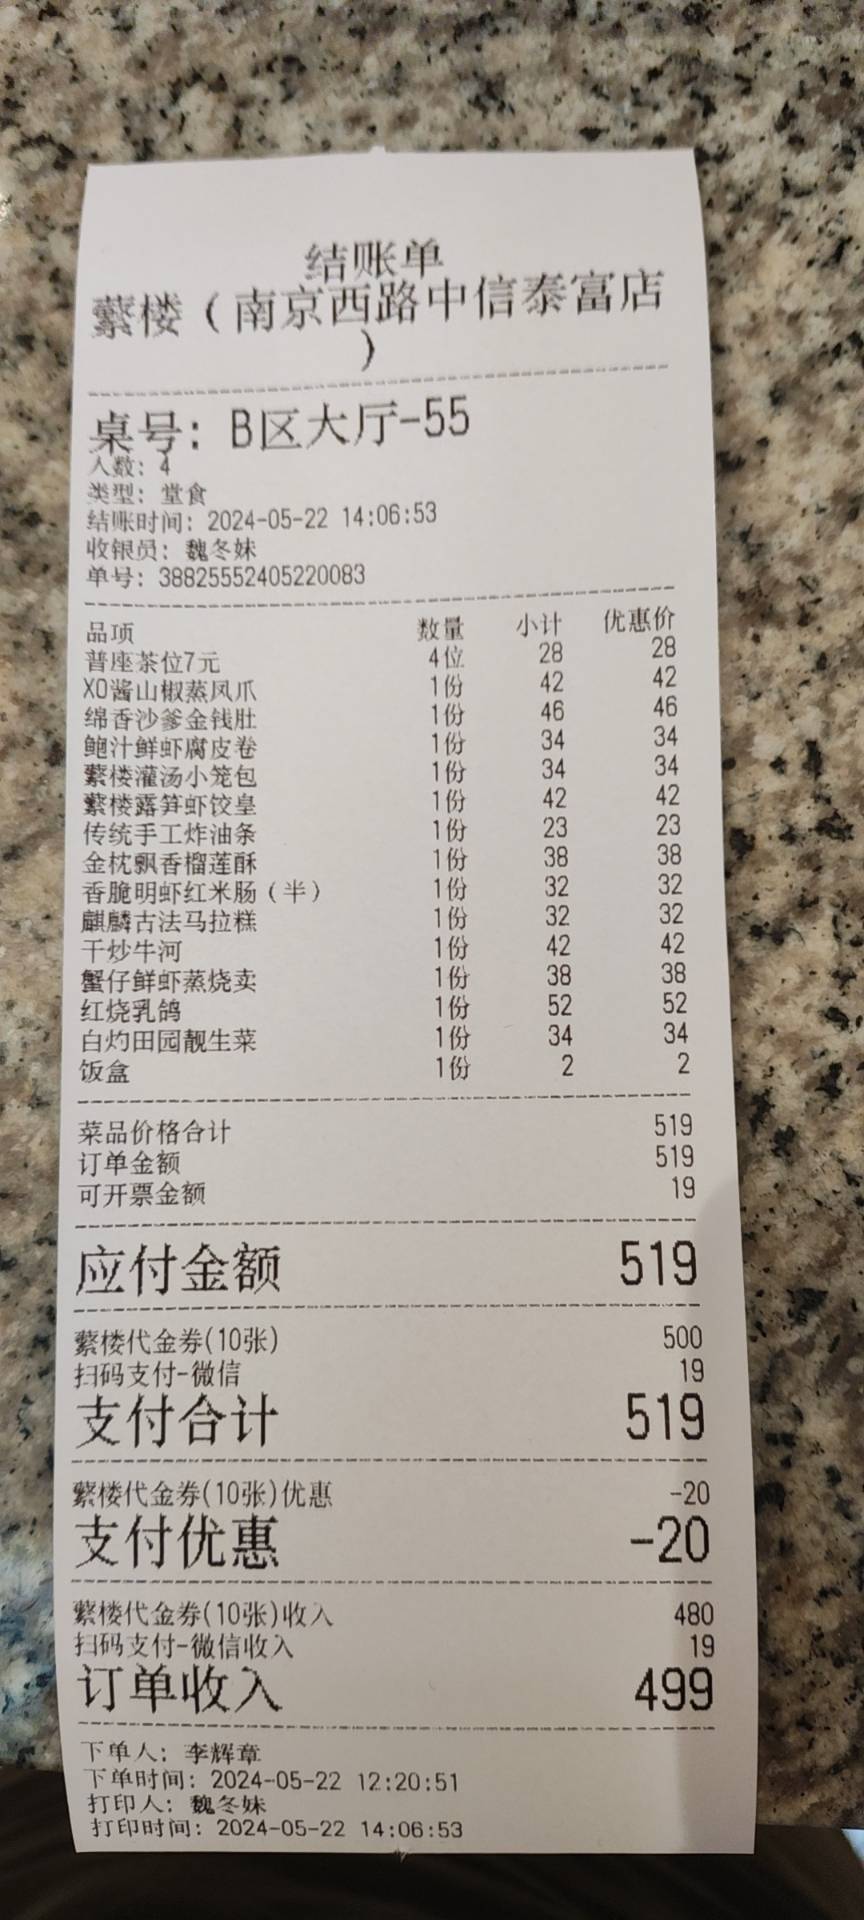 结账单
蘩楼（南京西路中信泰富店
）
桌号: B区大厅-55
人数: 4
类型: 堂食
结账时间: 2024-05-22 14:06:53
收银员: 魏冬妹
单号: 38825552405220083
品项 数量 小计 优惠价
普座茶位7元 4位 28 28
XO酱山椒蒸凤爪 1份 42 42
绵香沙爹金钱肚 1份 46 46
鲍汁鲜虾腐皮卷 1份 34 34
蘩楼灌汤小笼包 1份 34 34
蘩楼露笋虾饺皇 1份 42 42
传统手工炸油条 1份 23 23
金枕飘香榴莲酥 1份 38 38
香脆明虾红米肠（半） 1份 32 32
麒麟古法马拉糕 1份 32 32
干炒牛河 1份 42 42
蟹仔鲜虾蒸烧卖 1份 38 38
红烧乳鸽 1份 52 52
白灼田园靓生菜 1份 34 34
饭盒 1份 2 2
菜品价格合计 519
订单金额 519
可开票金额 19
应付金额 519
蘩楼代金券(10张) 500
扫码支付-微信 19
支付合计 519
蘩楼代金券(10张)优惠 -20
支付优惠 -20
蘩楼代金券(10张)收入 480
扫码支付-微信收入 19
订单收入 499
下单人: 李辉章
下单时间: 2024-05-22 12:20:51
打印人: 魏冬妹
打印时间: 2024-05-22 14:06:53